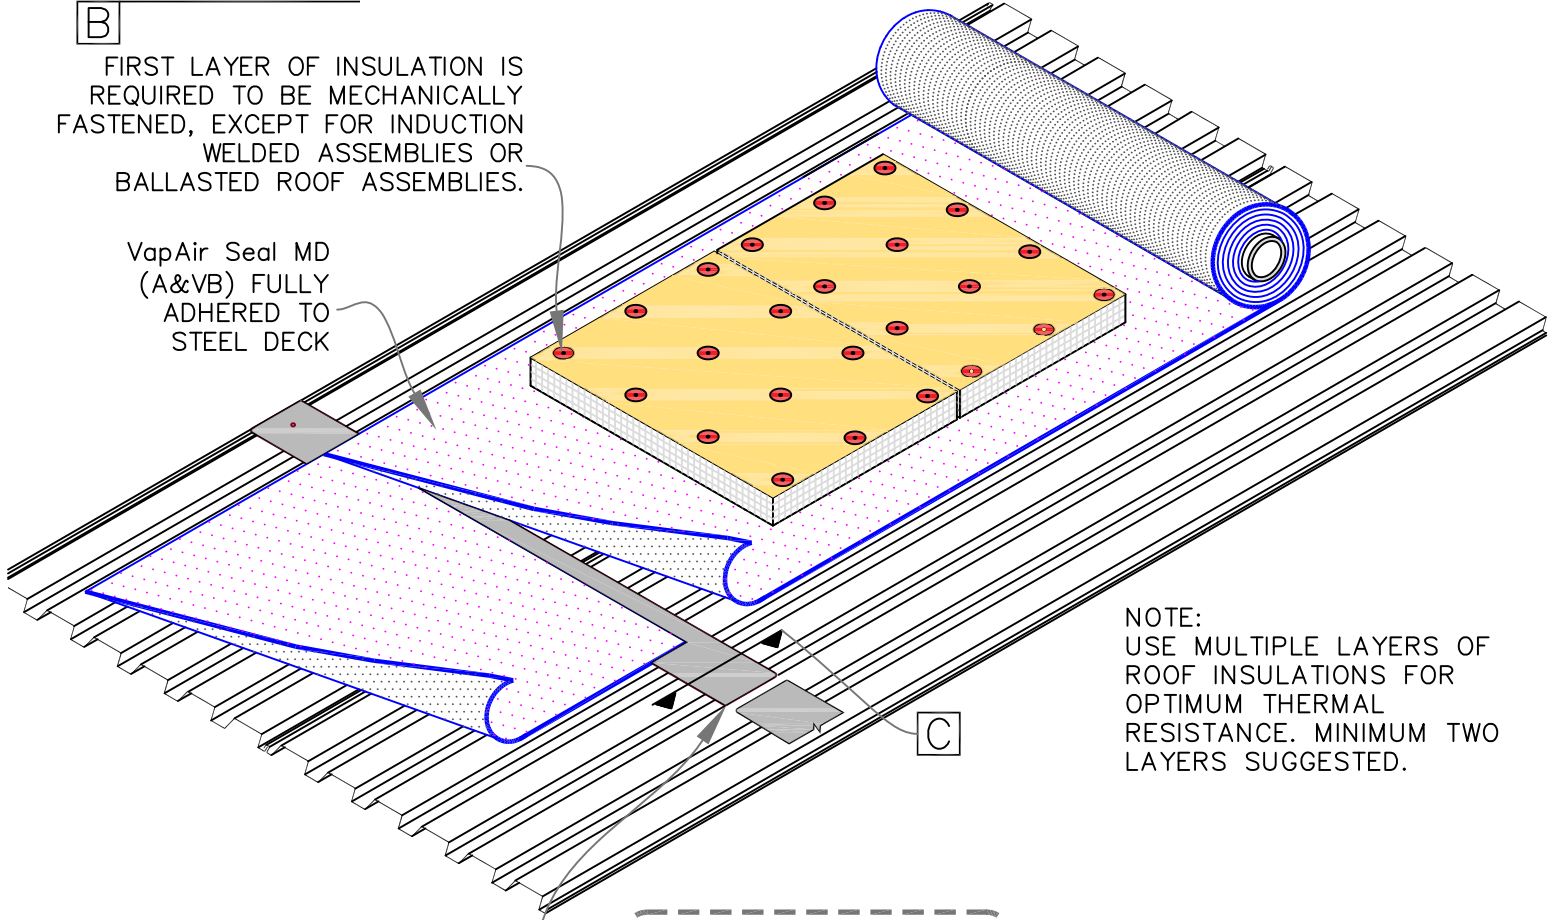 B
FIRST LAYER OF INSULATION IS
REQUIRED TO BE MECHANICALLY
FASTENED, EXCEPT FOR INDUCTION
WELDED ASSEMBLIES OR
BALLASTED ROOF ASSEMBLIES.
VapAir Seal MD
(A&VB) FULLY
ADHERED TO
STEEL DECK
NOTE:
USE MULTIPLE LAYERS OF
ROOF INSULATIONS FOR
OPTIMUM THERMAL
RESISTANCE. MINIMUM TWO
LAYERS SUGGESTED.
C